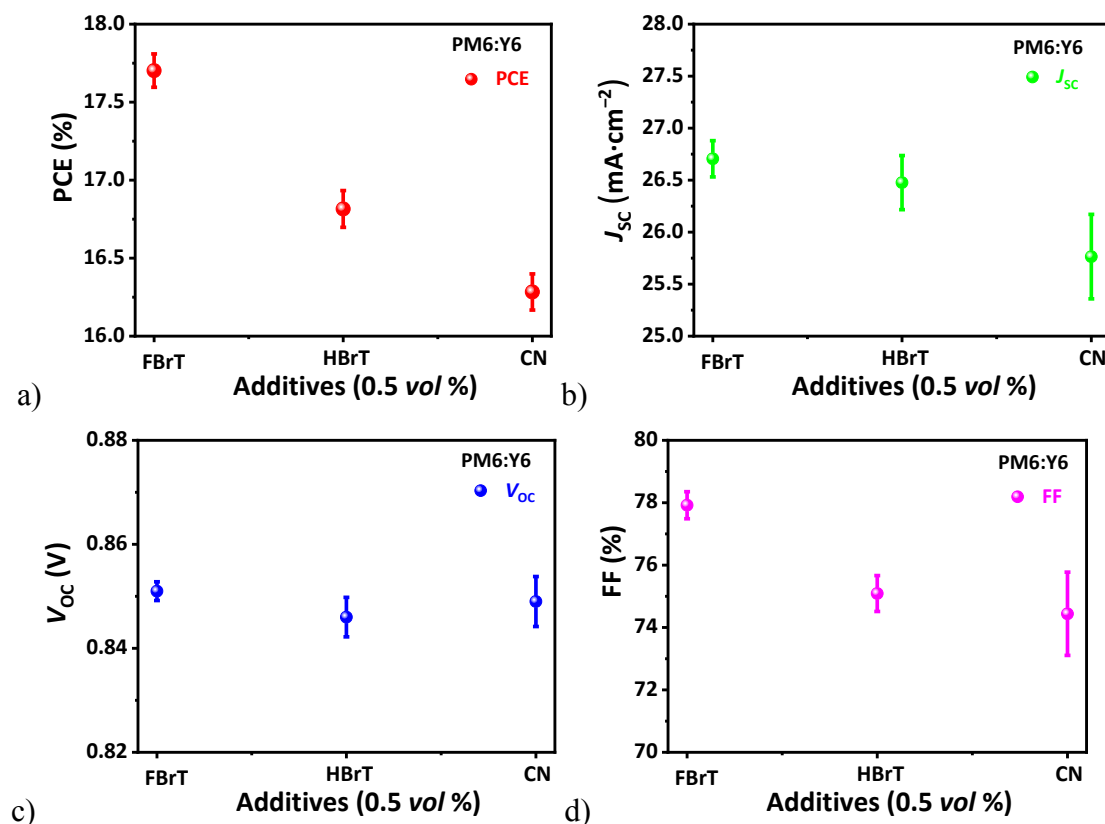 18.0
17.5
17.0
16.5
16.0
PCE (%)
PM6:Y6
PCE
FBrT
HBrT
CN
Additives (0.5 vol %)
a)
28.0
27.5
27.0
26.5
26.0
25.5
25.0
JSC (mA·cm−2)
PM6:Y6
JSC
FBrT
HBrT
CN
Additives (0.5 vol %)
b)
0.88
0.86
0.84
0.82
VOC (V)
PM6:Y6
VOC
FBrT
HBrT
CN
Additives (0.5 vol %)
c)
80
78
76
74
72
70
FF (%)
PM6:Y6
FF
FBrT
HBrT
CN
Additives (0.5 vol %)
d)